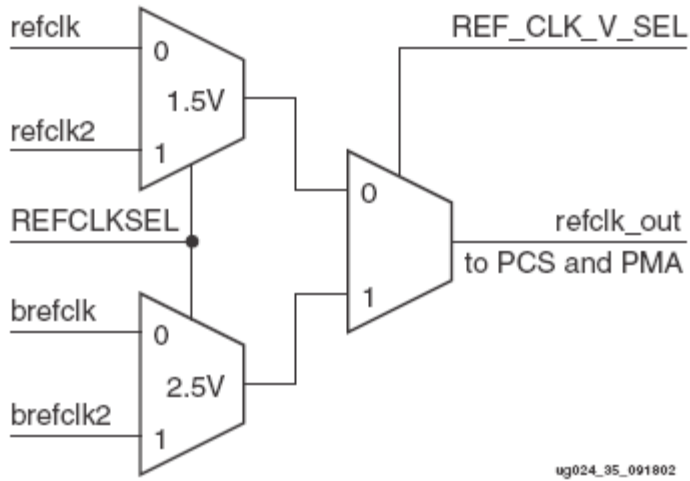 refclk
0
1.5V
refclk2
1
REFCLKSEL
brefclk
0
2.5V
brefclk2
1
REF_CLK_V_SEL
0
1
refclk_out
to PCS and PMA
ug024_35_091802